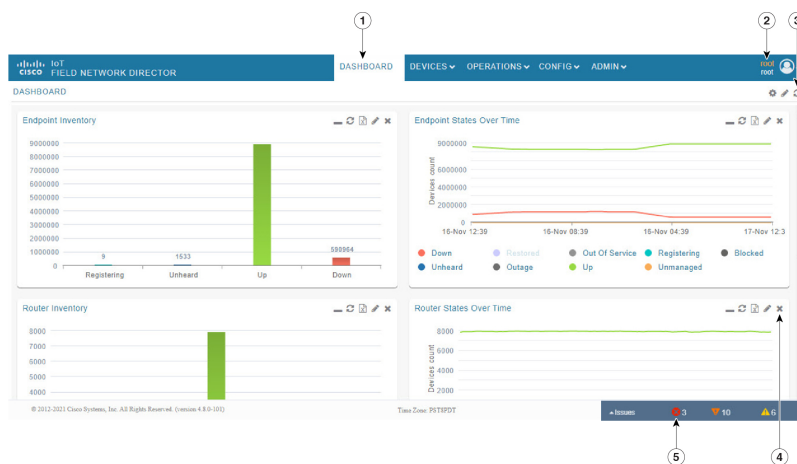 1
2
3
IoT
CISCO FIELD NETWORK DIRECTOR
DASHBOARD DEVICES OPERATIONS CONFIG ADMIN
root
root
DASHBOARD
Endpoint Inventory
9000000
8000000
7000000
6000000
5000000
4000000
3000000
2000000
1000000
0
9
1533
598964
Registering Unheard Up Down
Endpoint States Over Time
Devices count
9000000
6000000
4000000
2000000
0
16-Nov 12:39 16-Nov 08:39 16-Nov 04:39 17-Nov 12:3
Down Restored Out Of Service Registering Blocked
Unheard Outage Up Unmanaged
Router Inventory
8000
7000
6000
5000
4000
Router States Over Time
Devices count
8000
6000
4000
2000
© 2012-2021 Cisco Systems, Inc. All Rights Reserved. (version 4.8.0-101)
Time Zone: PST8PDT
Issues 3 10 6
5
4